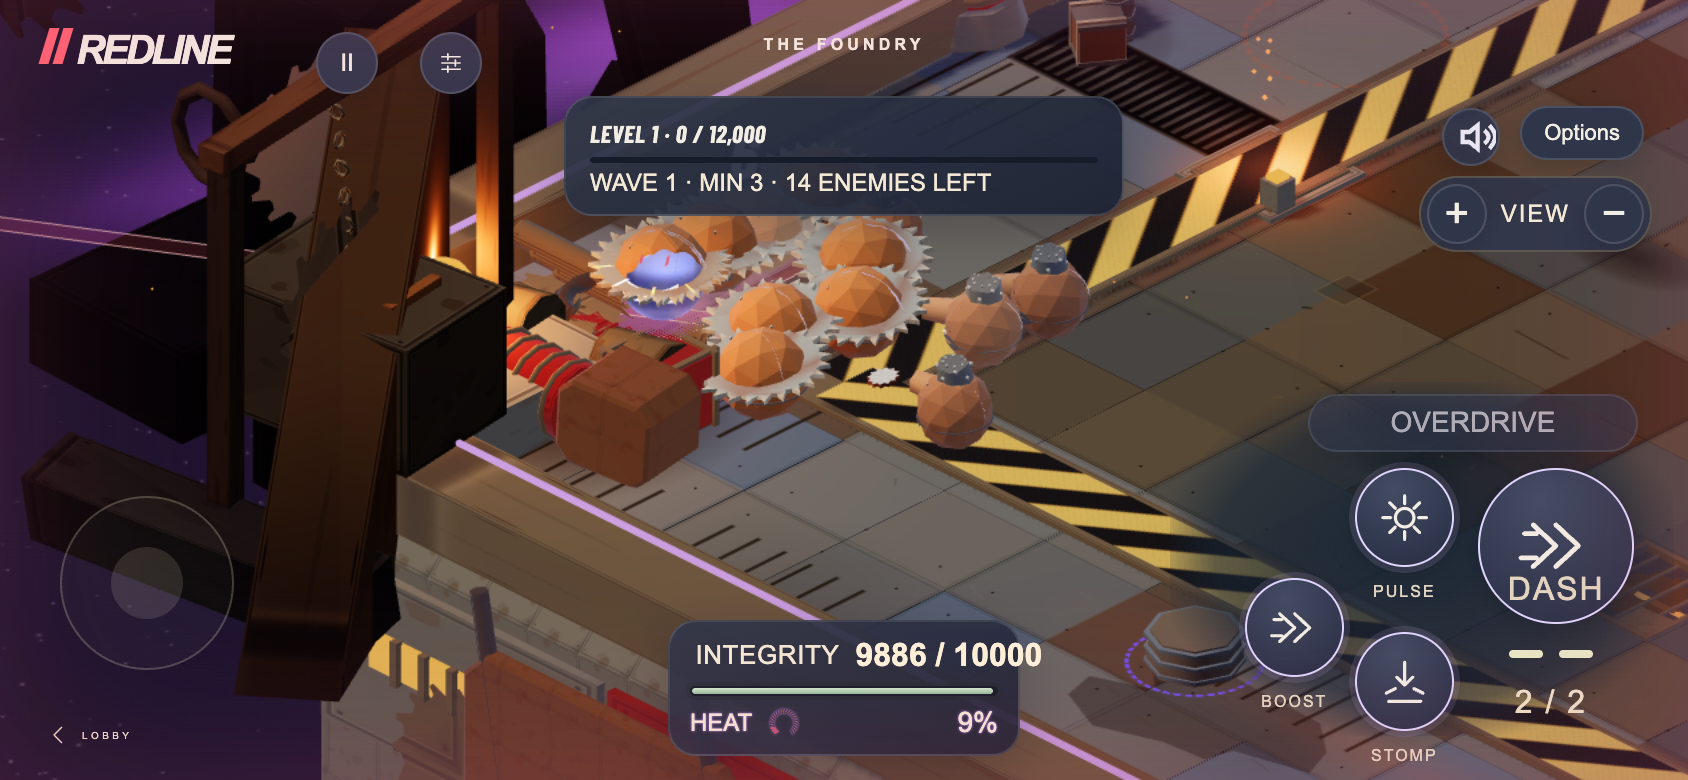 REDLINE
THE FOUNDRY
LEVEL 1 · 0 / 12,000
WAVE 1 · MIN 3 · 14 ENEMIES LEFT
Options
+ VIEW −
OVERDRIVE
PULSE
DASH
BOOST
2 / 2
STOMP
INTEGRITY 9886 / 10000
HEAT 9%
LOBBY